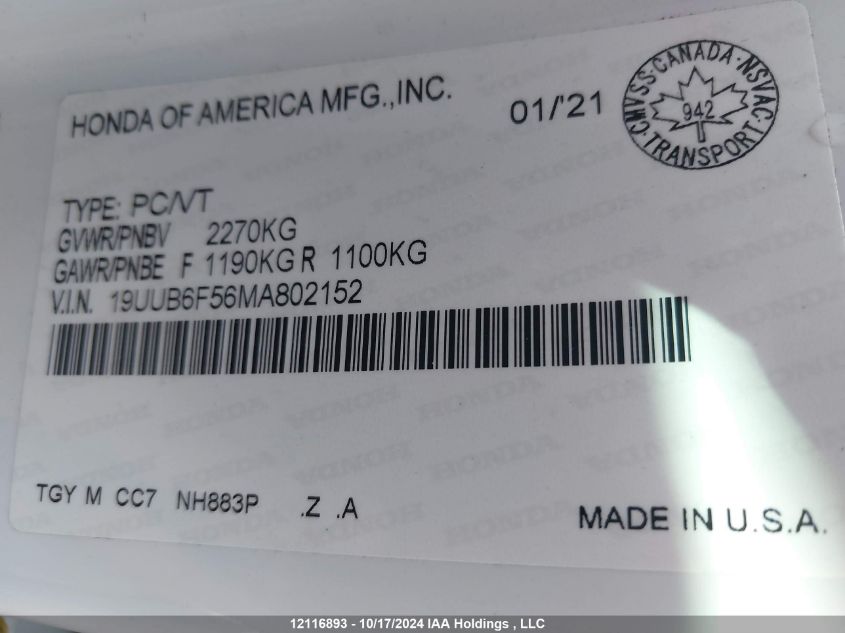 HONDA OF AMERICA MFG.,INC.
01/'21
CMVSS·CANADA·NSVAC·TRANSPORT·
942
TYPE: PC/VT
GVWR/PNBV 2270KG
GAWR/PNBE F 1190KG R 1100KG
V.I.N. 19UUB6F56MA802152
TGY M CC7 NH883P .Z .A
MADE IN U.S.A.
12116893 - 10/17/2024 IAA Holdings , LLC